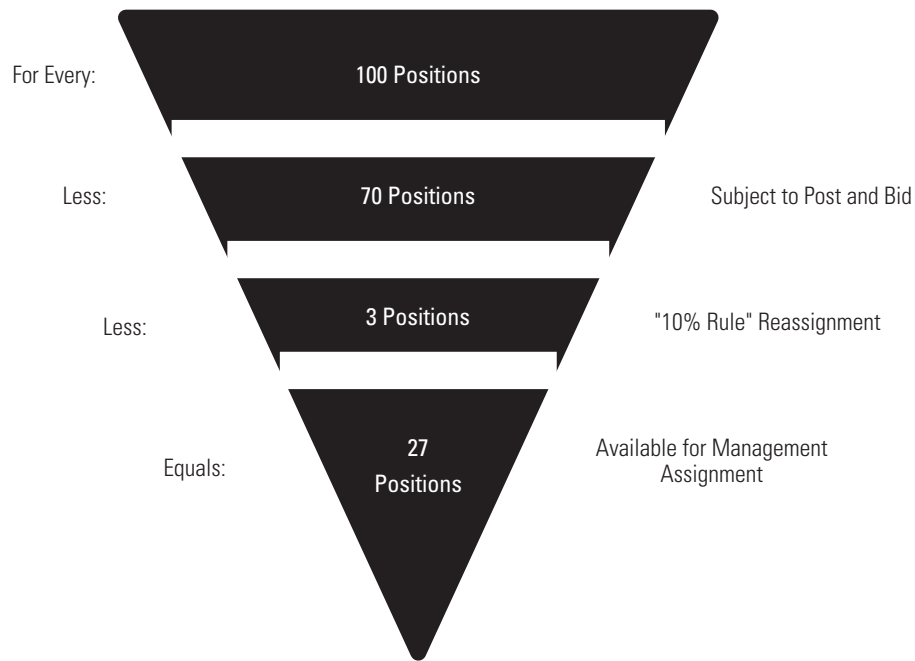 For Every:
100 Positions
Less:
70 Positions
Subject to Post and Bid
Less:
3 Positions
"10% Rule" Reassignment
Equals:
27
Positions
Available for Management
Assignment